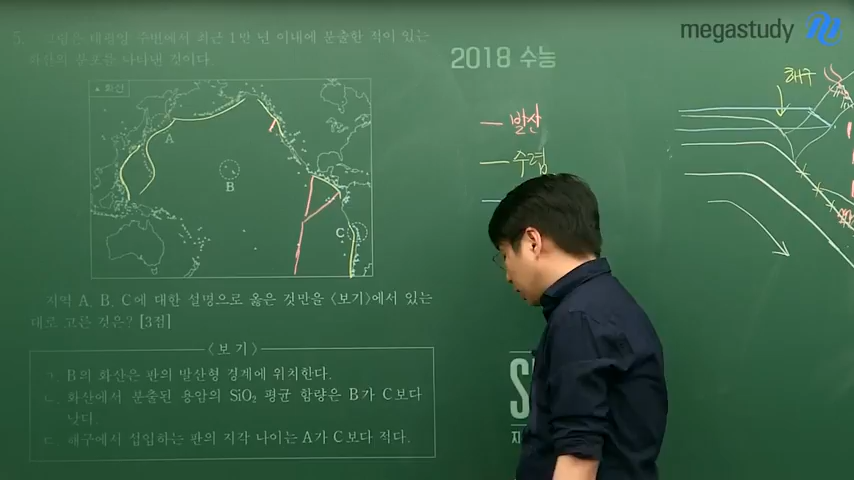 megastudy
2018 수능
5. 그림은 태평양 주변에서 최근 1만 년 이내에 분출한 적이 있는
화산의 분포를 나타낸 것이다.
▲ 화산
A
B
C
발산
수렴
해구
지역 A, B, C에 대한 설명으로 옳은 것만을 <보기>에서 있는
대로 고른 것은? [3점]
<보 기>
ㄱ. B의 화산은 판의 발산형 경계에 위치한다.
ㄴ. 화산에서 분출된 용암의 SiO₂ 평균 함량은 B가 C보다
낮다.
ㄷ. 해구에서 섭입하는 판의 지각 나이는 A가 C보다 적다.